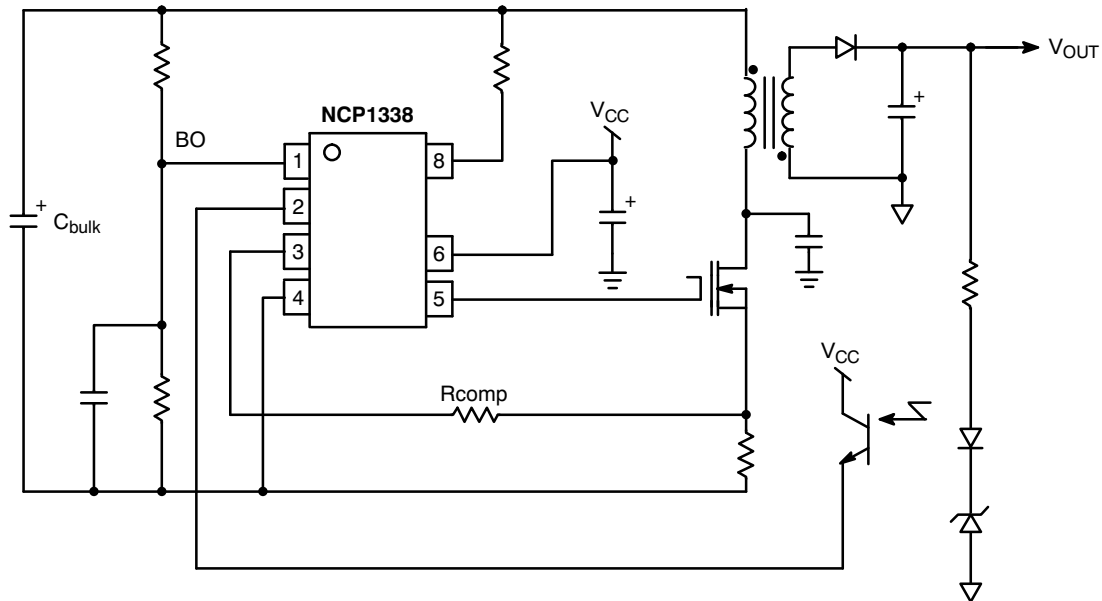 V_OUT
NCP1338
V_CC
BO
1
8
2
+
C_bulk
+
+
3
6
4
5
V_CC
Rcomp